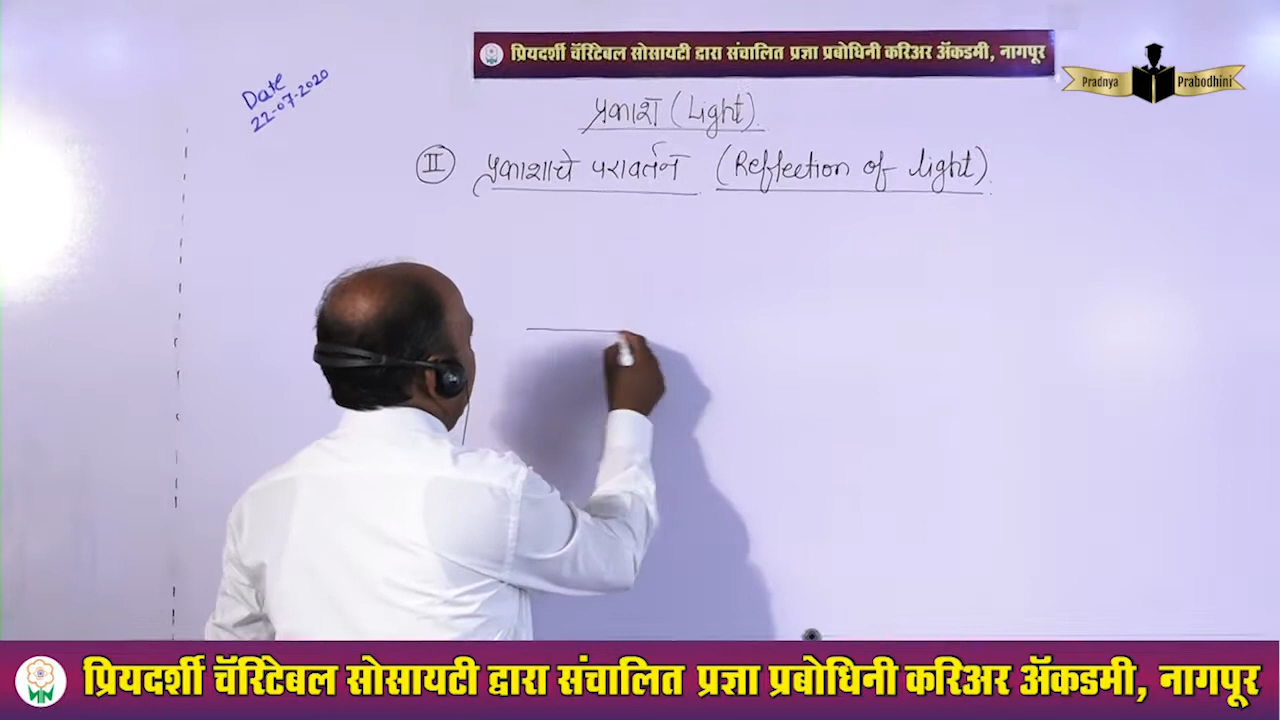 प्रियदर्शी चॅरिटेबल सोसायटी द्वारा संचालित प्रज्ञा प्रबोधिनी करिअर ॲकडमी, नागपूर
Pradnya Prabodhini
Date
22-07-2020
प्रकाश (Light).
II प्रकाशाचे परावर्तन (Reflection of light).
प्रियदर्शी चॅरिटेबल सोसायटी द्वारा संचालित प्रज्ञा प्रबोधिनी करिअर ॲकडमी, नागपूर